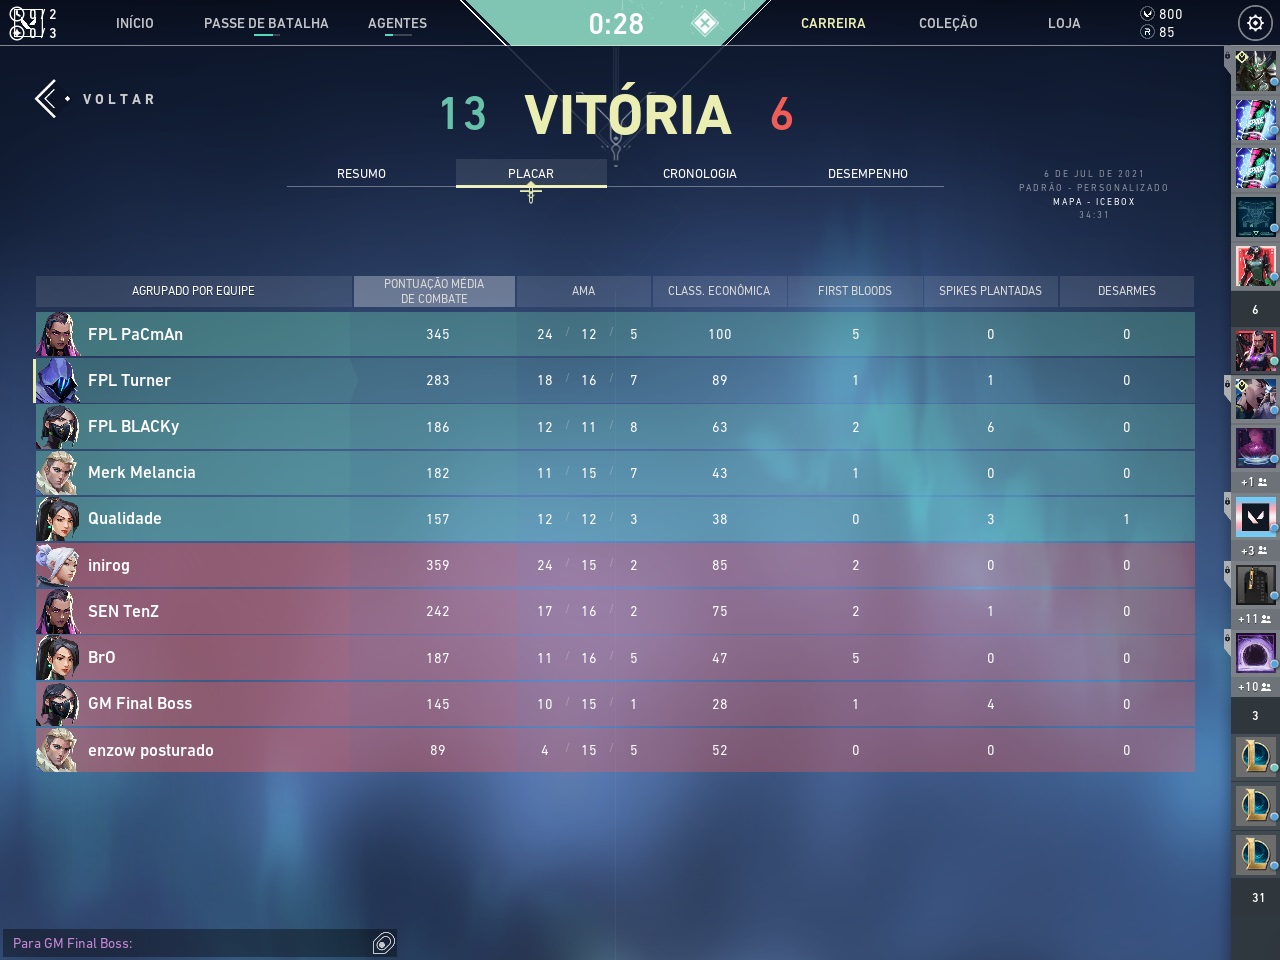 INÍCIO PASSE DE BATALHA AGENTES 0:28 CARREIRA COLEÇÃO LOJA 800
85
VOLTAR
13 VITÓRIA 6
RESUMO PLACAR CRONOLOGIA DESEMPENHO
6 DE JUL DE 2021
PADRÃO - PERSONALIZADO
MAPA - ICEBOX
34:31
AGRUPADO POR EQUIPE PONTUAÇÃO MÉDIA DE COMBATE AMA CLASS. ECONÔMICA FIRST BLOODS SPIKES PLANTADAS DESARMES
FPL PaCmAn 345 24 / 12 / 5 100 5 0 0
FPL Turner 283 18 / 16 / 7 89 1 1 0
FPL BLACKy 186 12 / 11 / 8 63 2 6 0
Merk Melancia 182 11 / 15 / 7 43 1 0 0
Qualidade 157 12 / 12 / 3 38 0 3 1
inirog 359 24 / 15 / 2 85 2 0 0
SEN TenZ 242 17 / 16 / 2 75 2 1 0
BrO 187 11 / 16 / 5 47 5 0 0
GM Final Boss 145 10 / 15 / 1 28 1 4 0
enzow posturado 89 4 / 15 / 5 52 0 0 0
6
+1
+3
+11
+10
3
31
Para GM Final Boss: